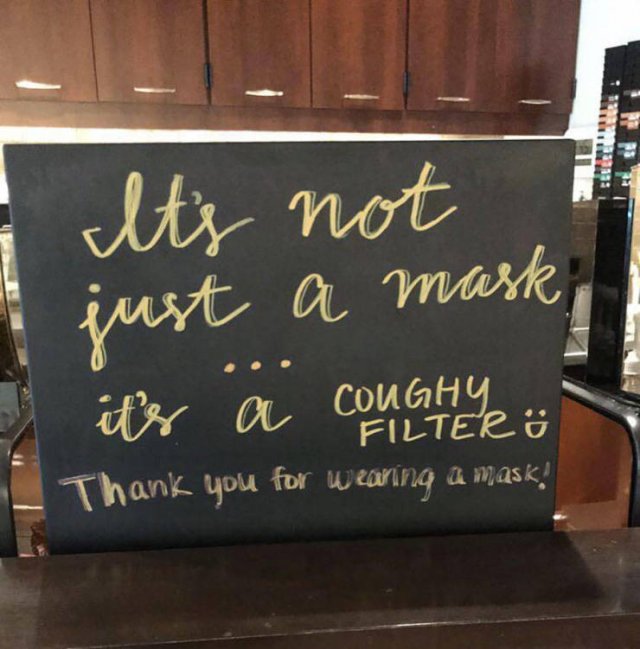 It's not
just a mask
...
it's a COUGHY
FILTER :D
Thank you for wearing a mask!